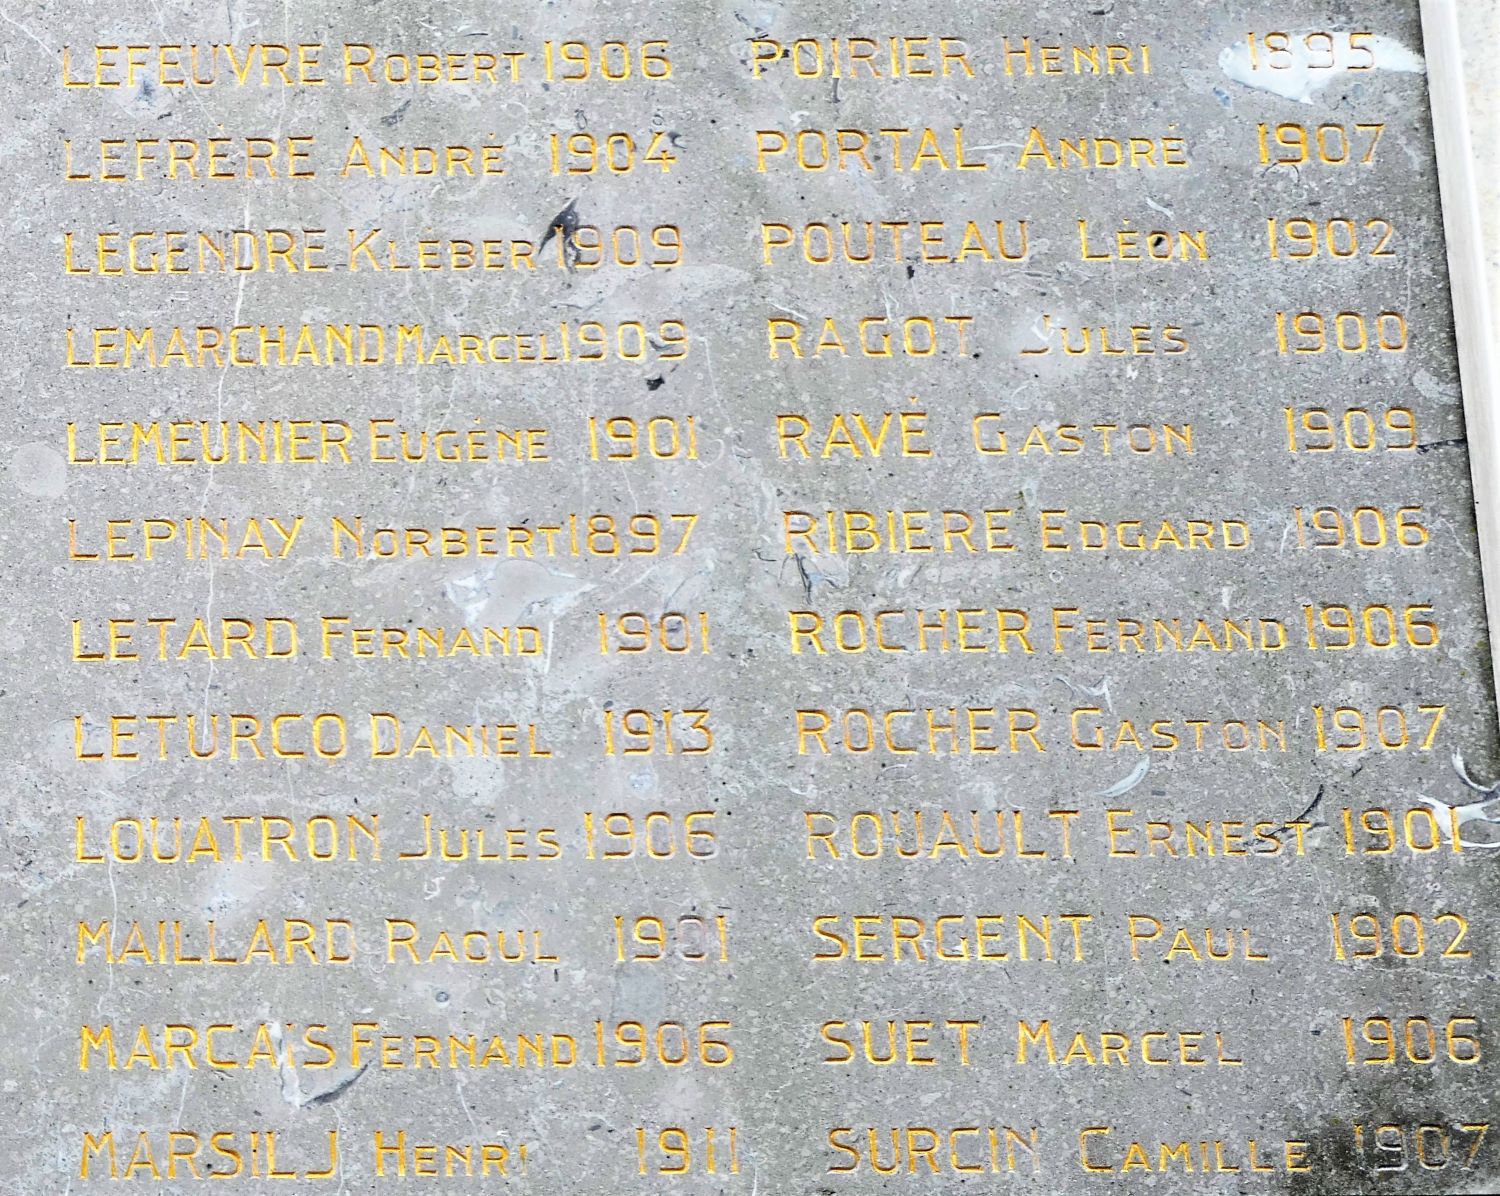 LEFEUVRE ROBERT 1906
LEFRÈRE ANDRÉ 1904
LEGENDRE KLÉBER 1909
LEMARCHAND MARCEL 1909
LEMEUNIER EUGÈNE 1901
LEPINAY NORBERT 1897
LETARD FERNAND 1901
LETURCO DANIEL 1913
LOUATRON JULES 1906
MAILLARD RAOUL 1901
MARCAIS FERNAND 1906
MARSILJ HENRI 1911
POIRIER HENRI 1895
PORTAL ANDRÉ 1907
POUTEAU LÉON 1902
RAGOT JULES 1900
RAVÉ GASTON 1909
RIBIERE EDGARD 1906
ROCHER FERNAND 1906
ROCHER GASTON 1907
ROUAULT ERNEST 1901
SERGENT PAUL 1902
SUET MARCEL 1906
SURCIN CAMILLE 1907